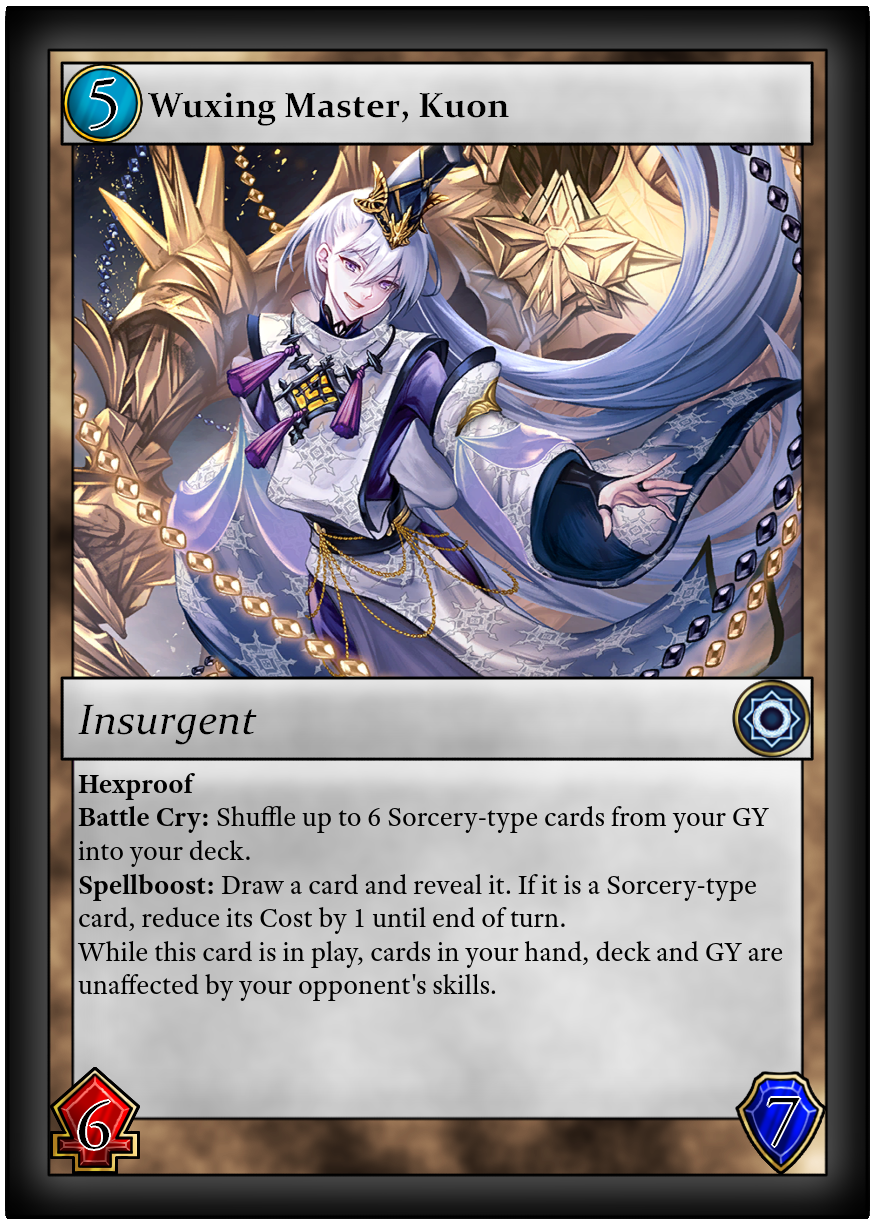 5
Wuxing Master, Kuon
Insurgent
Hexproof
Battle Cry: Shuffle up to 6 Sorcery-type cards from your GY
into your deck.
Spellboost: Draw a card and reveal it. If it is a Sorcery-type
card, reduce its Cost by 1 until end of turn.
While this card is in play, cards in your hand, deck and GY are
unaffected by your opponent's skills.
6
7